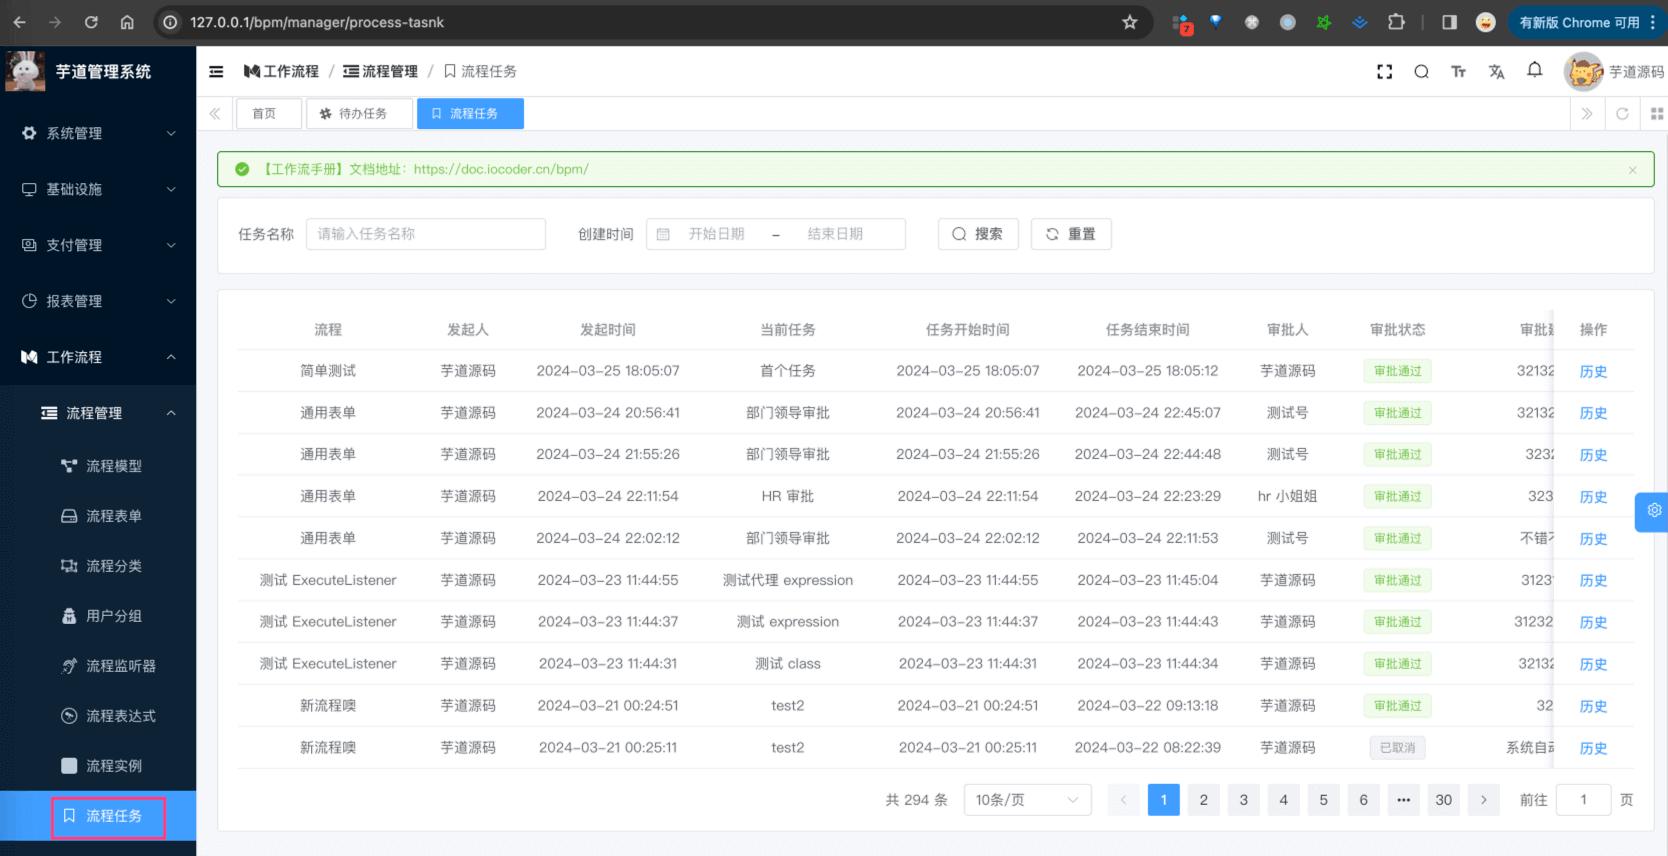 127.0.0.1/bpm/manager/process-tasnk
7
有新版 Chrome 可用
芋道管理系统
工作流程 / 流程管理 / 流程任务
芋道源码
首页
待办任务
流程任务
系统管理
基础设施
支付管理
报表管理
工作流程
流程管理
流程模型
流程表单
流程分类
用户分组
流程监听器
流程表达式
流程实例
流程任务
【工作流手册】文档地址：https://doc.iocoder.cn/bpm/
任务名称 请输入任务名称 创建时间 开始日期 - 结束日期 搜索 重置
流程 发起人 发起时间 当前任务 任务开始时间 任务结束时间 审批人 审批状态 审批 操作
简单测试 芋道源码 2024-03-25 18:05:07 首个任务 2024-03-25 18:05:07 2024-03-25 18:05:12 芋道源码 审批通过 32132 历史
通用表单 芋道源码 2024-03-24 20:56:41 部门领导审批 2024-03-24 20:56:41 2024-03-24 22:45:07 测试号 审批通过 32132 历史
通用表单 芋道源码 2024-03-24 21:55:26 部门领导审批 2024-03-24 21:55:26 2024-03-24 22:44:48 测试号 审批通过 3232 历史
通用表单 芋道源码 2024-03-24 22:11:54 HR 审批 2024-03-24 22:11:54 2024-03-24 22:23:29 hr 小姐姐 审批通过 323 历史
通用表单 芋道源码 2024-03-24 22:02:12 部门领导审批 2024-03-24 22:02:12 2024-03-24 22:11:53 测试号 审批通过 不错 历史
测试 ExecuteListener 芋道源码 2024-03-23 11:44:55 测试代理 expression 2024-03-23 11:44:55 2024-03-23 11:45:04 芋道源码 审批通过 3123 历史
测试 ExecuteListener 芋道源码 2024-03-23 11:44:37 测试 expression 2024-03-23 11:44:37 2024-03-23 11:44:43 芋道源码 审批通过 31232 历史
测试 ExecuteListener 芋道源码 2024-03-23 11:44:31 测试 class 2024-03-23 11:44:31 2024-03-23 11:44:34 芋道源码 审批通过 32132 历史
新流程噢 芋道源码 2024-03-21 00:24:51 test2 2024-03-21 00:24:51 2024-03-22 09:13:18 芋道源码 审批通过 32 历史
新流程噢 芋道源码 2024-03-21 00:25:11 test2 2024-03-21 00:25:11 2024-03-22 08:22:39 芋道源码 已取消 系统自动 历史
共 294 条 10条/页 1 2 3 4 5 6 ••• 30 前往 1 页